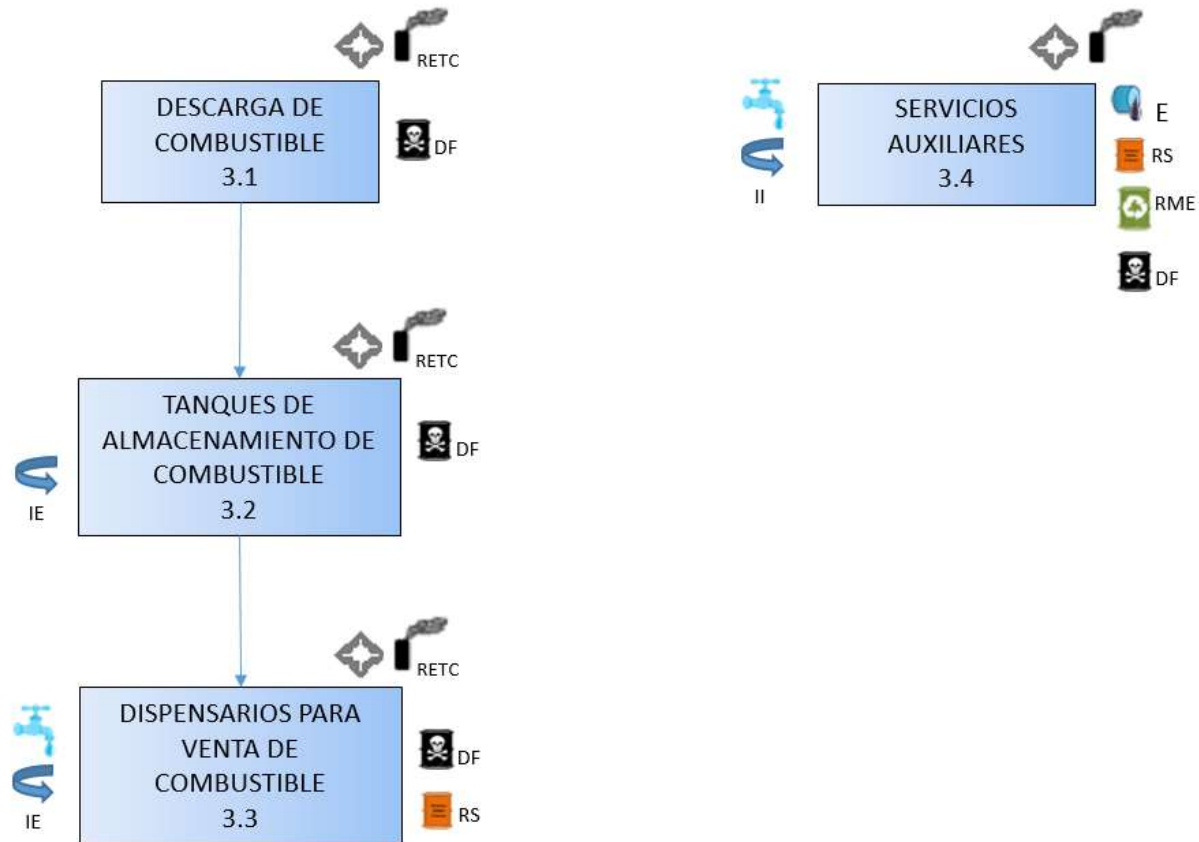 RETC
DESCARGA DE
COMBUSTIBLE
3.1
DF
RETC
TANQUES DE
ALMACENAMIENTO DE
COMBUSTIBLE
3.2
DF
IE
RETC
DISPENSARIOS PARA
VENTA DE
COMBUSTIBLE
3.3
DF
RS
IE
SERVICIOS
AUXILIARES
3.4
II
E
RS
RME
DF